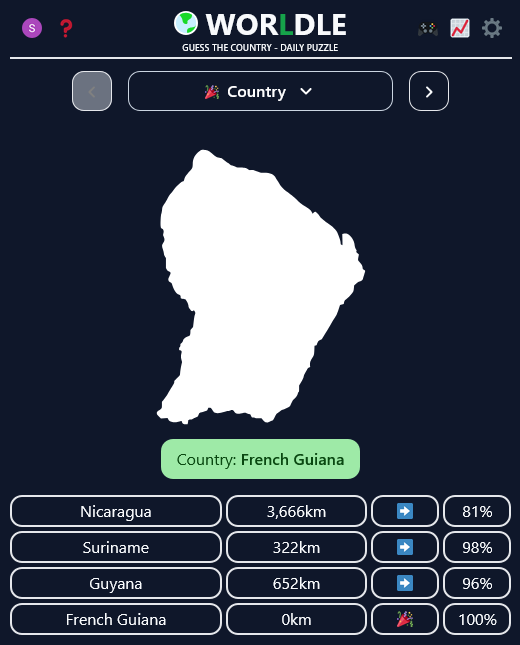 S
WORLDLE
GUESS THE COUNTRY - DAILY PUZZLE
Country
Country: French Guiana
Nicaragua 3,666km 81%
Suriname 322km 98%
Guyana 652km 96%
French Guiana 0km 100%